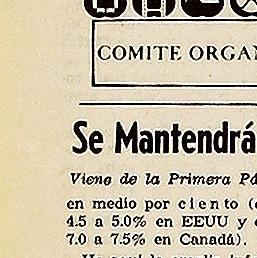 COMITE ORGAN
Se Mantendrá
Viene de la Primera Pá
en medio por ciento (
4.5 a 5.0% en EEUU y
7.0 a 7.5% en Canadá).